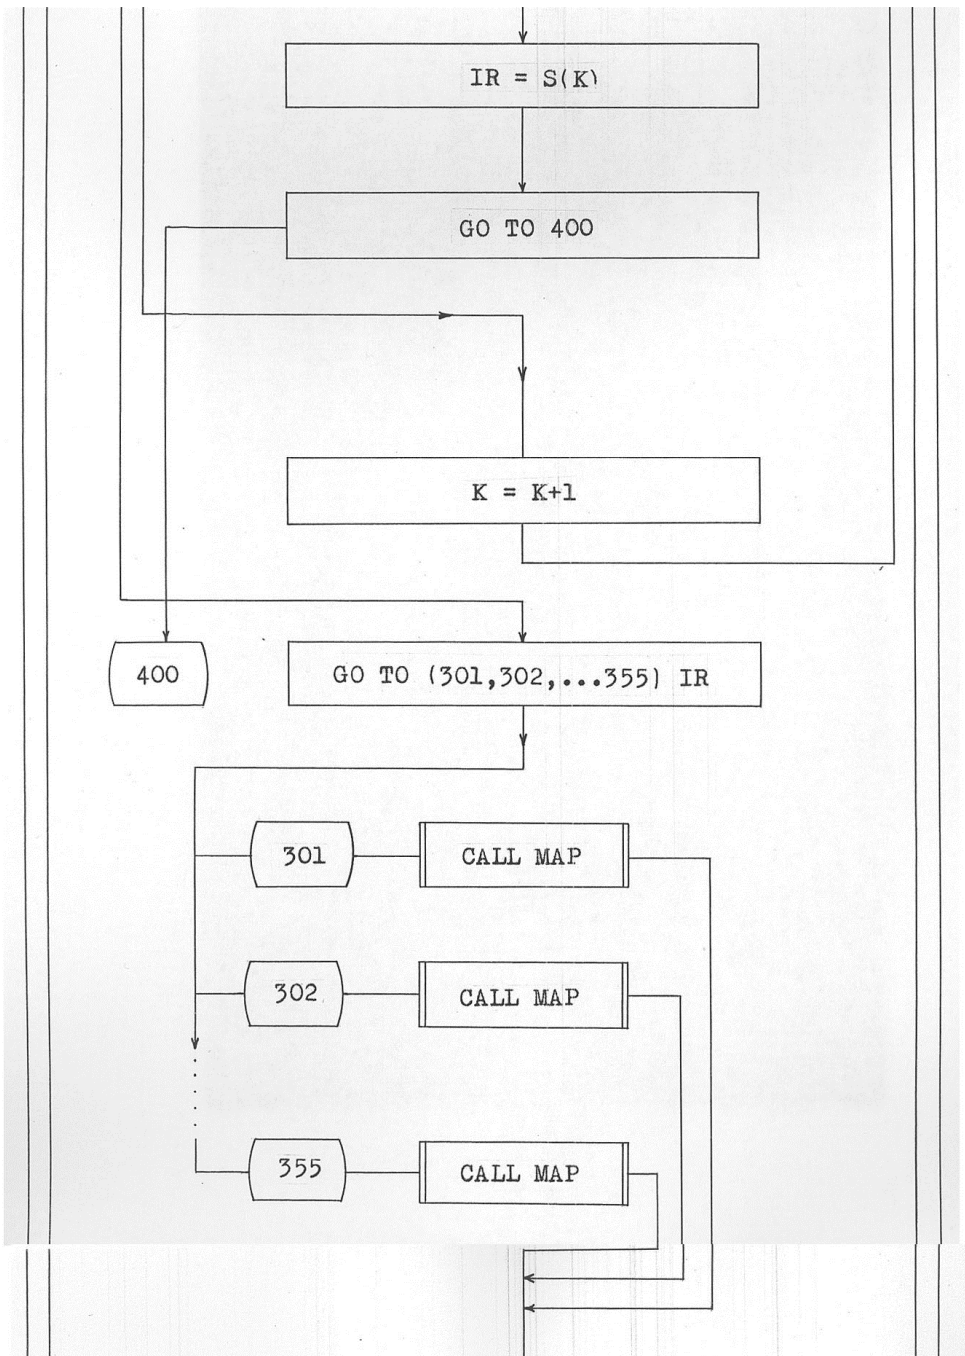 IR = S(K)
GO TO 400
K = K+1
400
GO TO (301,302,...355) IR
301
CALL MAP
302
CALL MAP
355
CALL MAP